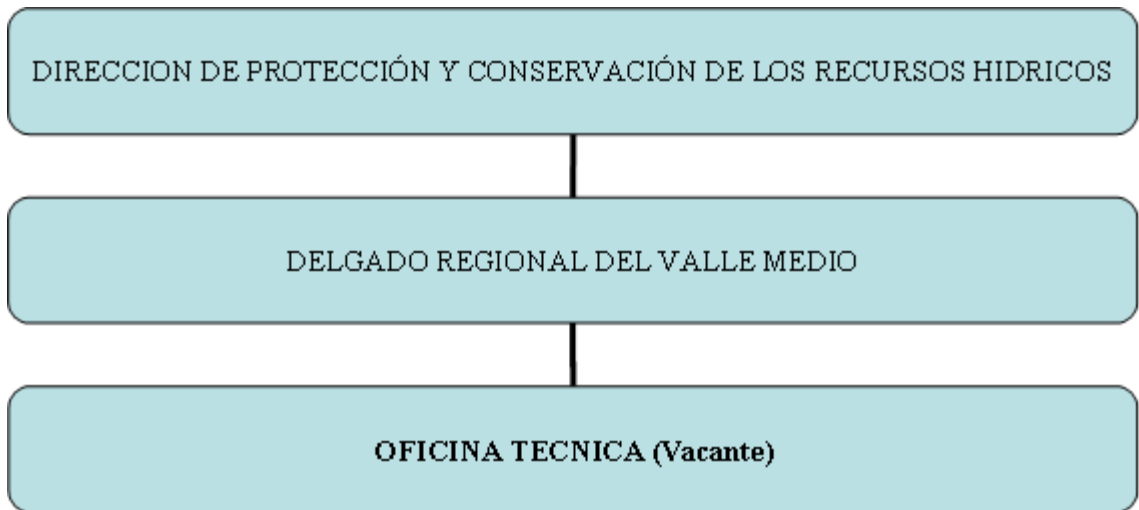 DIRECCION DE PROTECCIÓN Y CONSERVACIÓN DE LOS RECURSOS HIDRICOS
DELGADO REGIONAL DEL VALLE MEDIO
OFICINA TECNICA (Vacante)